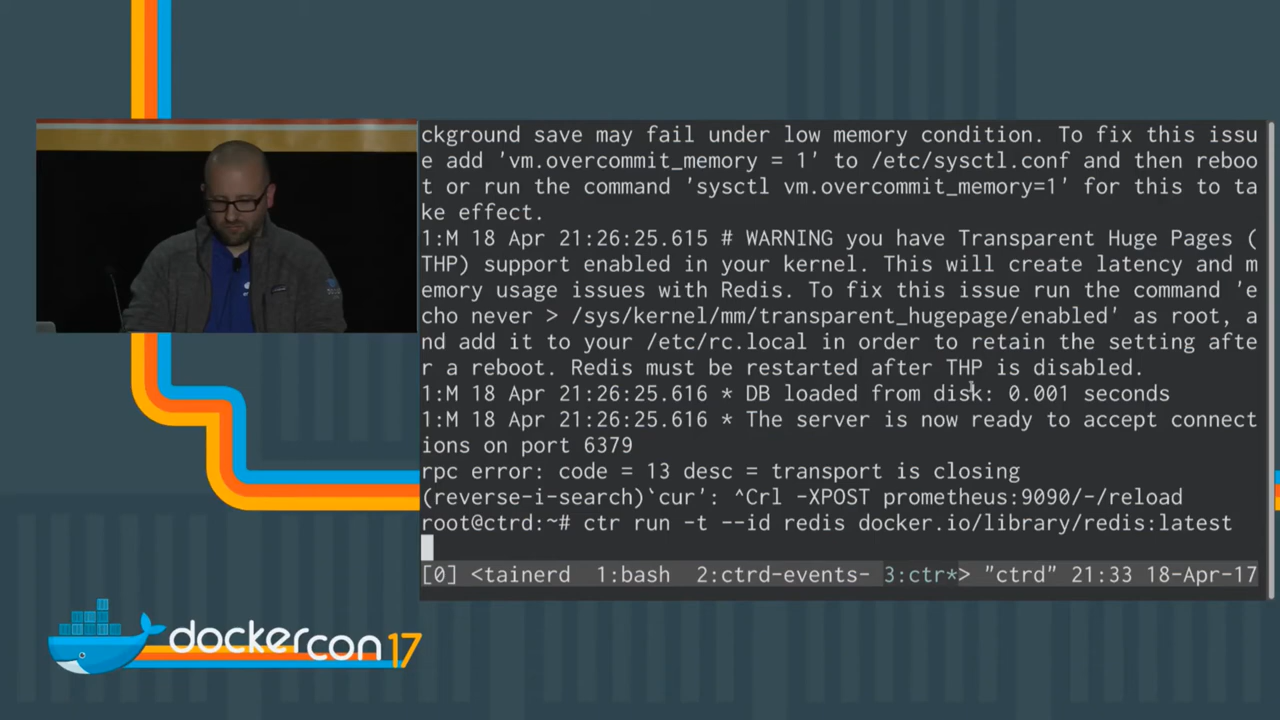 ckground save may fail under low memory condition. To fix this issu
e add 'vm.overcommit_memory = 1' to /etc/sysctl.conf and then reboo
t or run the command 'sysctl vm.overcommit_memory=1' for this to ta
ke effect.
1:M 18 Apr 21:26:25.615 # WARNING you have Transparent Huge Pages (
THP) support enabled in your kernel. This will create latency and m
emory usage issues with Redis. To fix this issue run the command 'e
cho never > /sys/kernel/mm/transparent_hugepage/enabled' as root, a
nd add it to your /etc/rc.local in order to retain the setting afte
r a reboot. Redis must be restarted after THP is disabled.
1:M 18 Apr 21:26:25.616 * DB loaded from disk: 0.001 seconds
1:M 18 Apr 21:26:25.616 * The server is now ready to accept connect
ions on port 6379
rpc error: code = 13 desc = transport is closing
(reverse-i-search)`cur': ^Crl -XPOST prometheus:9090/-/reload
root@ctrd:~# ctr run -t --id redis docker.io/library/redis:latest
[0] <tainerd 1:bash 2:ctrd-events- 3:ctr*> "ctrd" 21:33 18-Apr-17
dockercon 17